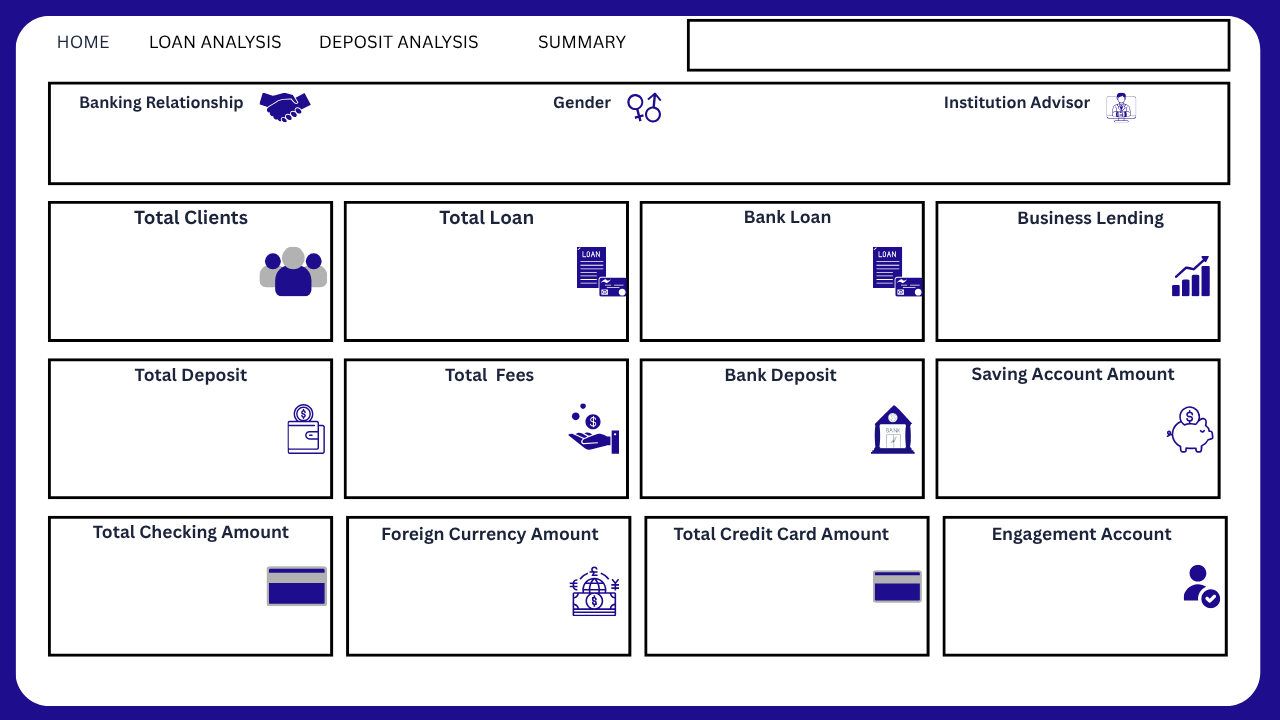 HOME LOAN ANALYSIS DEPOSIT ANALYSIS SUMMARY
Banking Relationship Gender Institution Advisor
Total Clients Total Loan Bank Loan Business Lending
LOAN LOAN
Total Deposit Total  Fees Bank Deposit Saving Account Amount
$ $ BANK $
Total Checking Amount Foreign Currency Amount Total Credit Card Amount Engagement Account
€ £ ¥
$